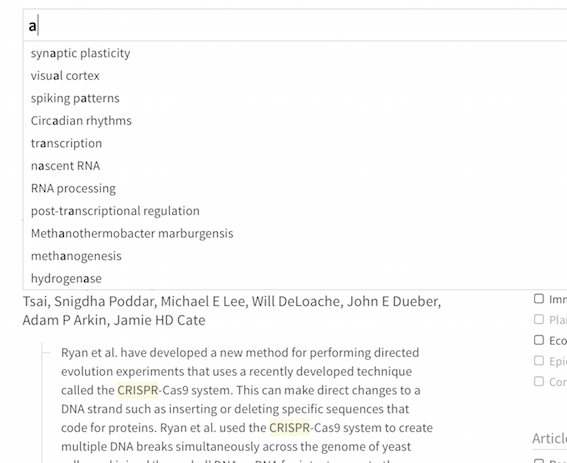 a
synaptic plasticity
visual cortex
spiking patterns
Circadian rhythms
transcription
nascent RNA
RNA processing
post-transcriptional regulation
Methanothermobacter marburgensis
methanogenesis
hydrogenase
Tsai, Snigdha Poddar, Michael E Lee, Will DeLoache, John E Dueber,
Adam P Arkin, Jamie HD Cate
Imm
Plan
Eco
Epi
Con
Ryan et al. have developed a new method for performing directed
evolution experiments that uses a recently developed technique
called the CRISPR-Cas9 system. This can make direct changes to a
DNA strand such as inserting or deleting specific sequences that
code for proteins. Ryan et al. used the CRISPR-Cas9 system to create
multiple DNA breaks simultaneously across the genome of yeast
Article